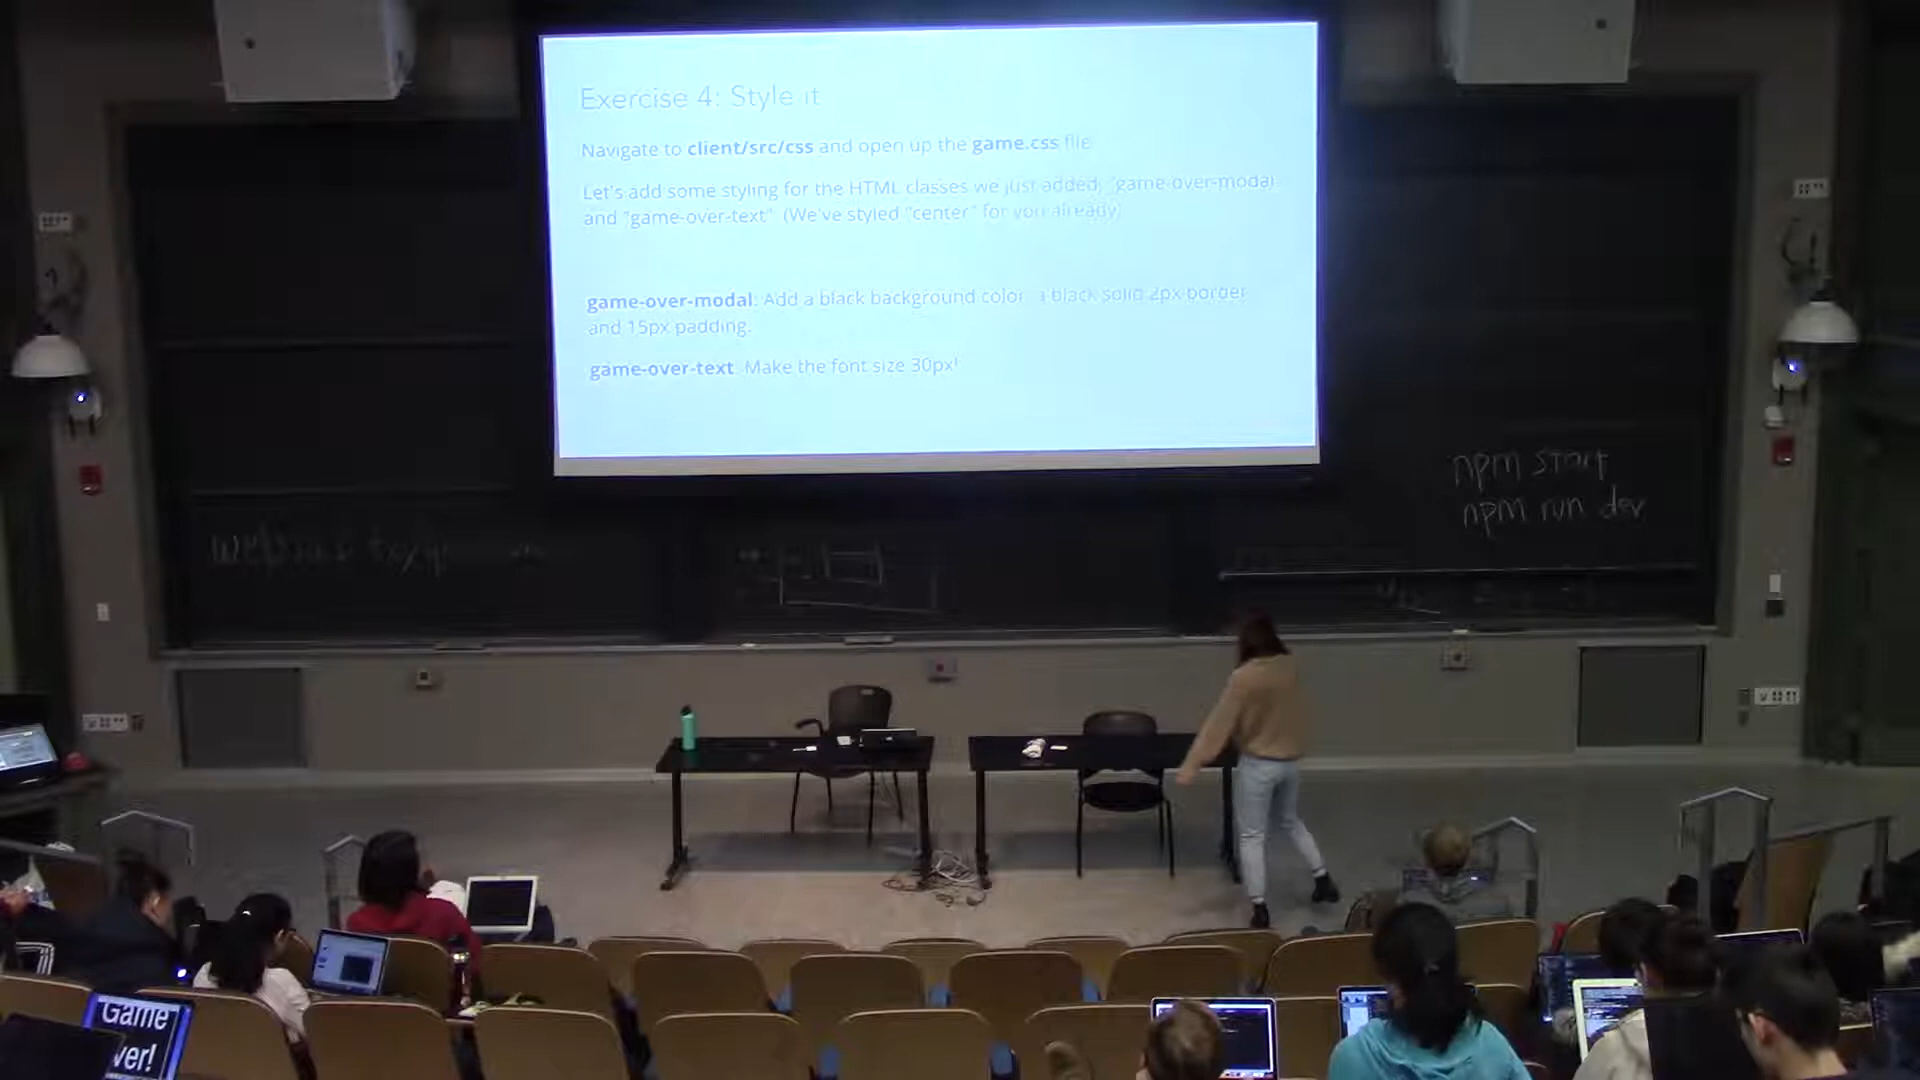 Exercise 4: Style it
Navigate to client/src/css and open up the game.css file
Let's add some styling for the HTML classes we just added, "game-over-modal
and "game-over-text" (We've styled "center" for you already)
game-over-modal: Add a black background color a black solid 2px border
and 15px padding.
game-over-text: Make the font size 30px!
npm start
npm run dev
Game
ver!